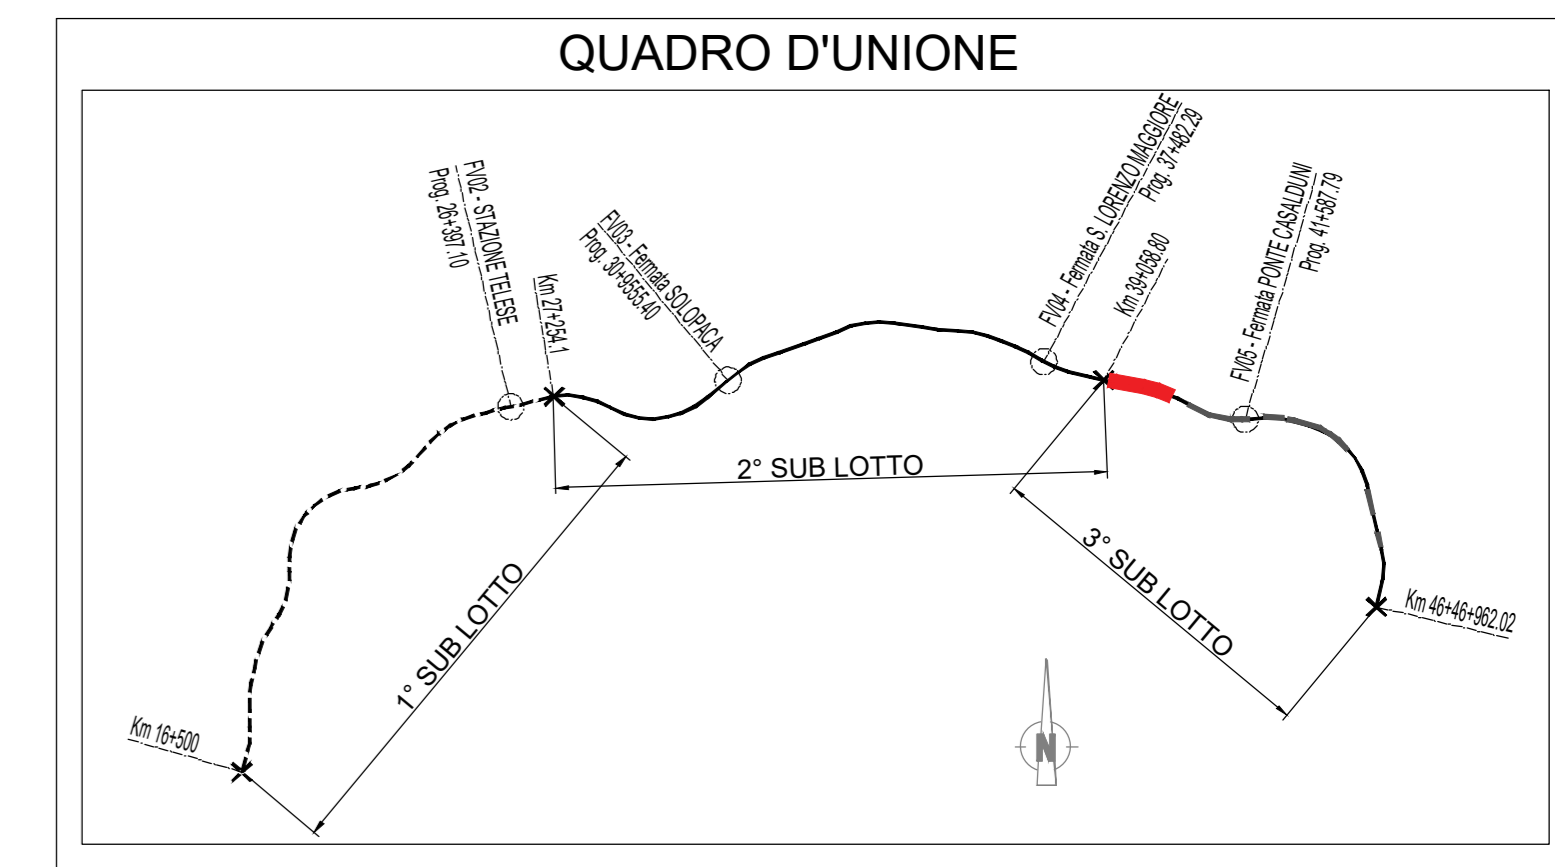 QUADRO D'UNIONE
FV02 - STAZIONE TELESE
Prog. 26+397.10
Km 27+254.1
FV03 - Fermata SOLOPACA
Prog. 30+9555.40
FV04 - Fermata S. LORENZO MAGGIORE
Prog. 37+482.29
Km 39+058.80
FV05 - Fermata PONTE CASALDUNI
Prog. 41+587.79
2° SUB LOTTO
1° SUB LOTTO
3° SUB LOTTO
Km 46+46+962.02
Km 16+500
N